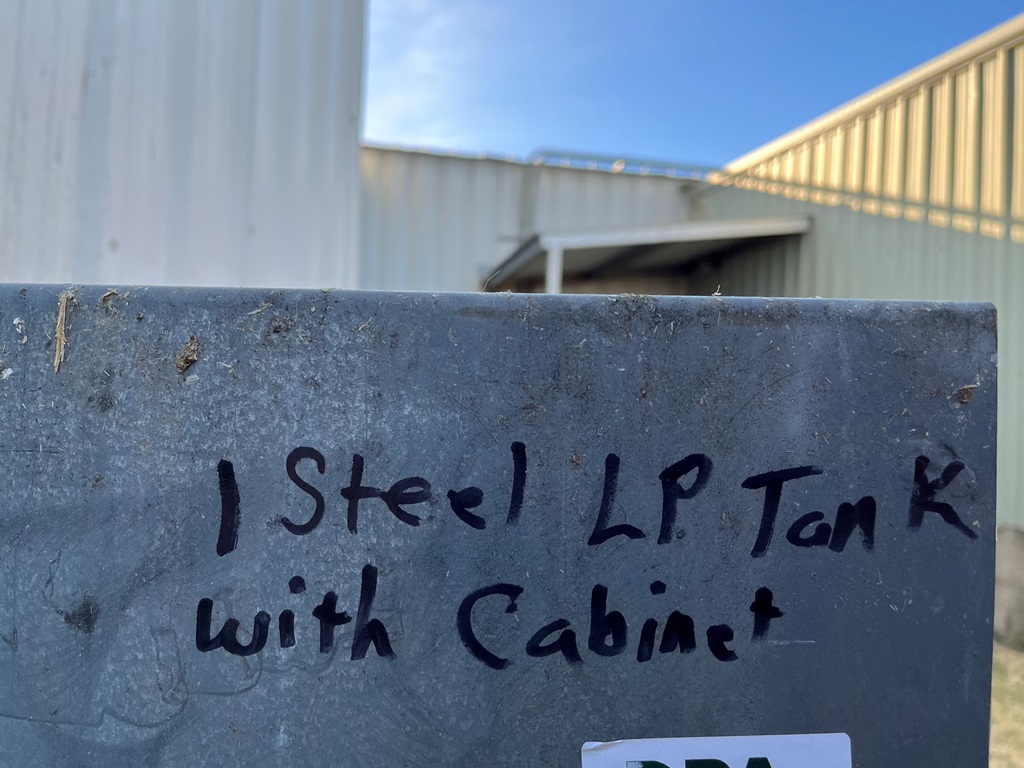 1 Steel LP Tank
with Cabinet